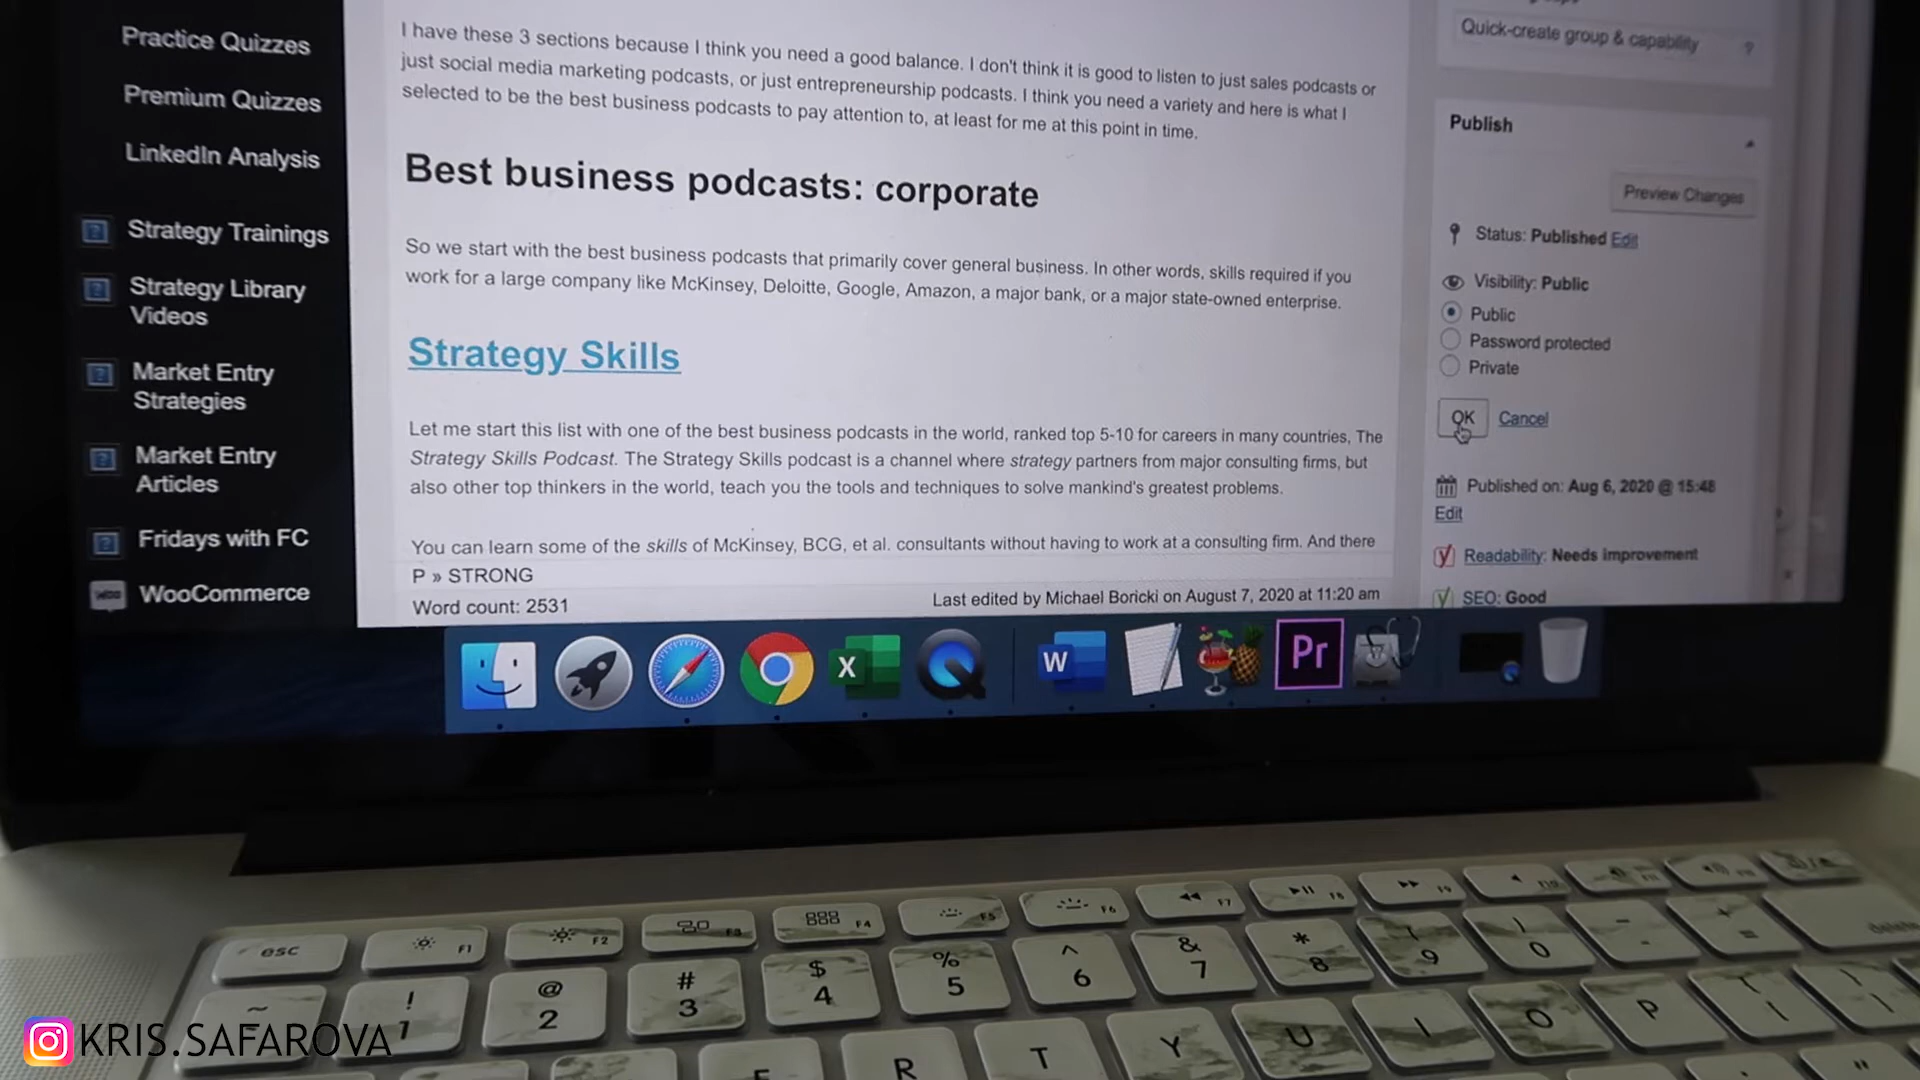 Practice Quizzes
Premium Quizzes
LinkedIn Analysis
Strategy Trainings
Strategy Library
Videos
Market Entry
Strategies
Market Entry
Articles
Fridays with FC
WooCommerce
I have these 3 sections because I think you need a good balance. I don't think it is good to listen to just sales podcasts or
just social media marketing podcasts, or just entrepreneurship podcasts. I think you need a variety and here is what I
selected to be the best business podcasts to pay attention to, at least for me at this point in time.
Best business podcasts: corporate
So we start with the best business podcasts that primarily cover general business. In other words, skills required if you
work for a large company like McKinsey, Deloitte, Google, Amazon, a major bank, or a major state-owned enterprise.
Strategy Skills
Let me start this list with one of the best business podcasts in the world, ranked top 5-10 for careers in many countries, The
Strategy Skills Podcast. The Strategy Skills podcast is a channel where strategy partners from major consulting firms, but
also other top thinkers in the world, teach you the tools and techniques to solve mankind's greatest problems.
You can learn some of the skills of McKinsey, BCG, et al. consultants without having to work at a consulting firm. And there
P » STRONG
Word count: 2531
Last edited by Michael Boricki on August 7, 2020 at 11:20 am
Quick-create group & capability ?
Publish
Preview Changes
Status: Published Edit
Visibility: Public
Public
Password protected
Private
OK Cancel
Published on: Aug 6, 2020 @ 15:48
Edit
Readability: Needs improvement
SEO: Good
X
W
Pr
esc F1 F2 F3 F4 F5 F6 F7 F8 F9 F10
~ ! 1 @ 2 # 3 $ 4 % 5 ^ 6 & 7 * 8 ( 9 ) 0 - + = delete
R T Y U I O P
KRIS.SAFAROVA